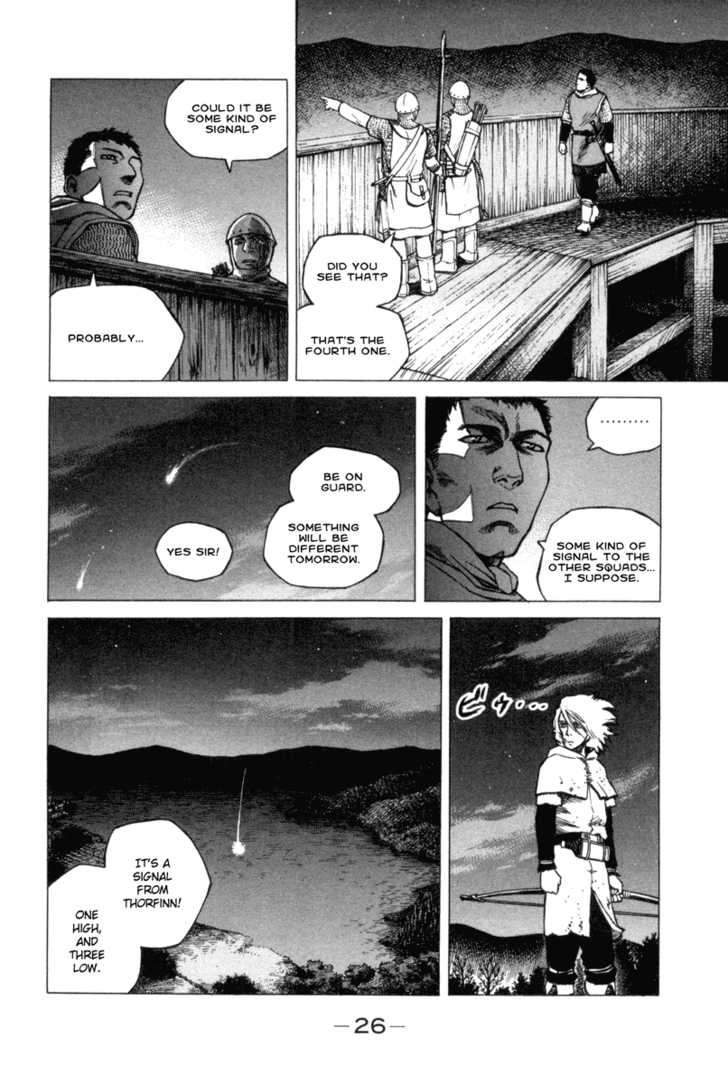 DID YOU
SEE THAT?
THAT'S THE
FOURTH ONE.
COULD IT BE
SOME KIND OF
SIGNAL?
PROBABLY...
.........
SOME KIND OF
SIGNAL TO THE
OTHER SQUADS...
I SUPPOSE.
BE ON
GUARD.
SOMETHING
WILL BE
DIFFERENT
TOMORROW.
YES SIR!
ビゥ...
IT'S A
SIGNAL
FROM
THORFINN!
ONE
HIGH,
AND
THREE
LOW.
—26—